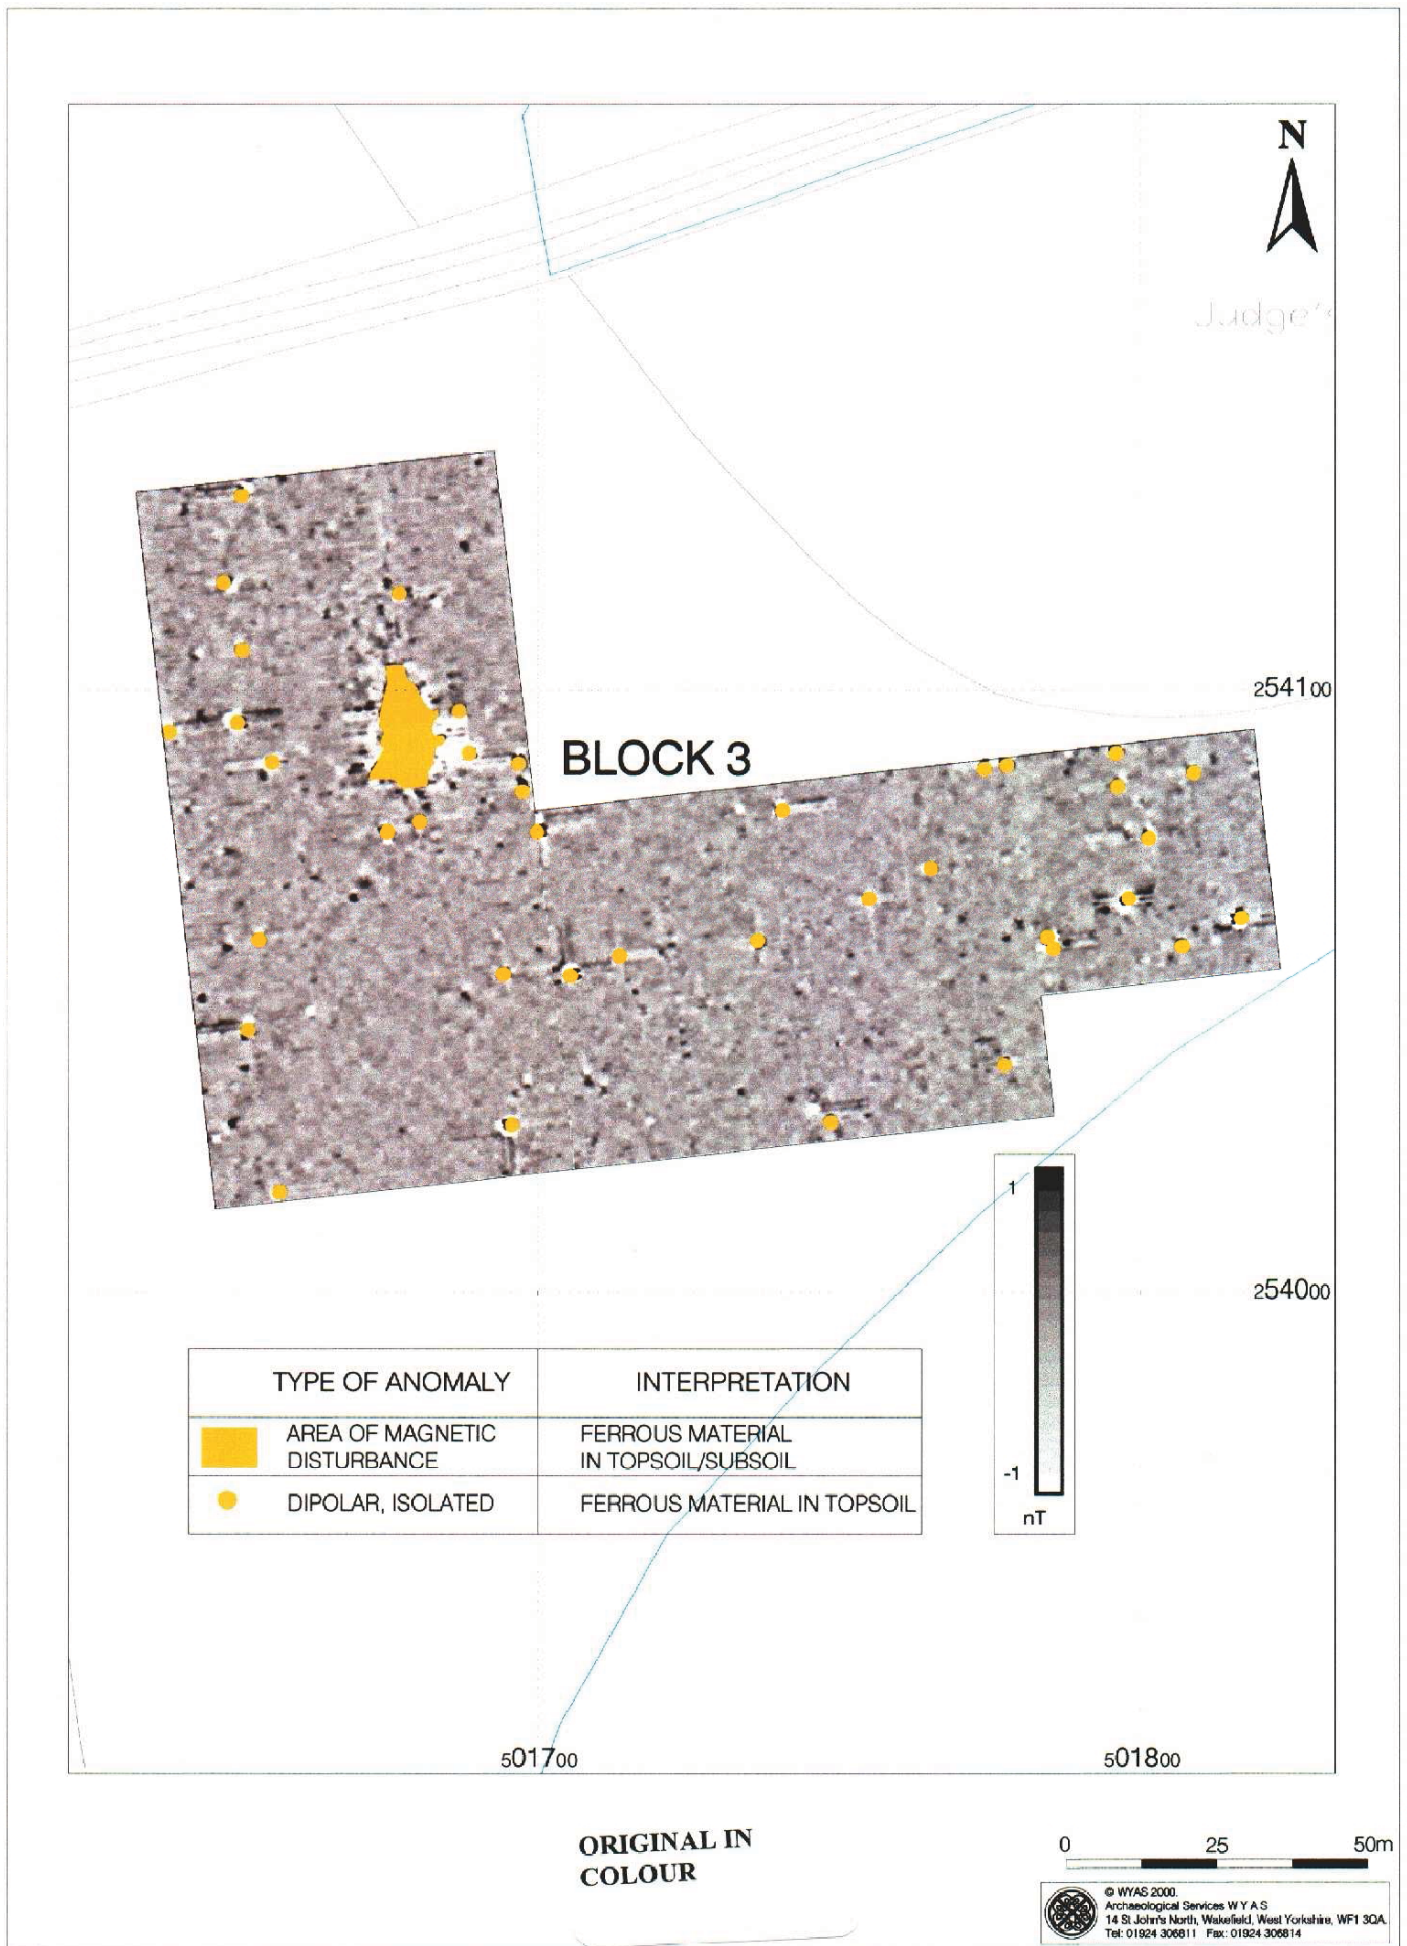 N
Judge's
254100
BLOCK 3
1
254000
TYPE OF ANOMALY
INTERPRETATION
AREA OF MAGNETIC
DISTURBANCE
FERROUS MATERIAL
IN TOPSOIL/SUBSOIL
-1
DIPOLAR, ISOLATED
FERROUS MATERIAL IN TOPSOIL
nT
501700
501800
ORIGINAL IN
COLOUR
0 25 50m
© WYAS 2000.
Archaeological Services W Y A S
14 St John's North, Wakefield, West Yorkshire, WF1 3QA.
Tel: 01924 306811 Fax: 01924 306814